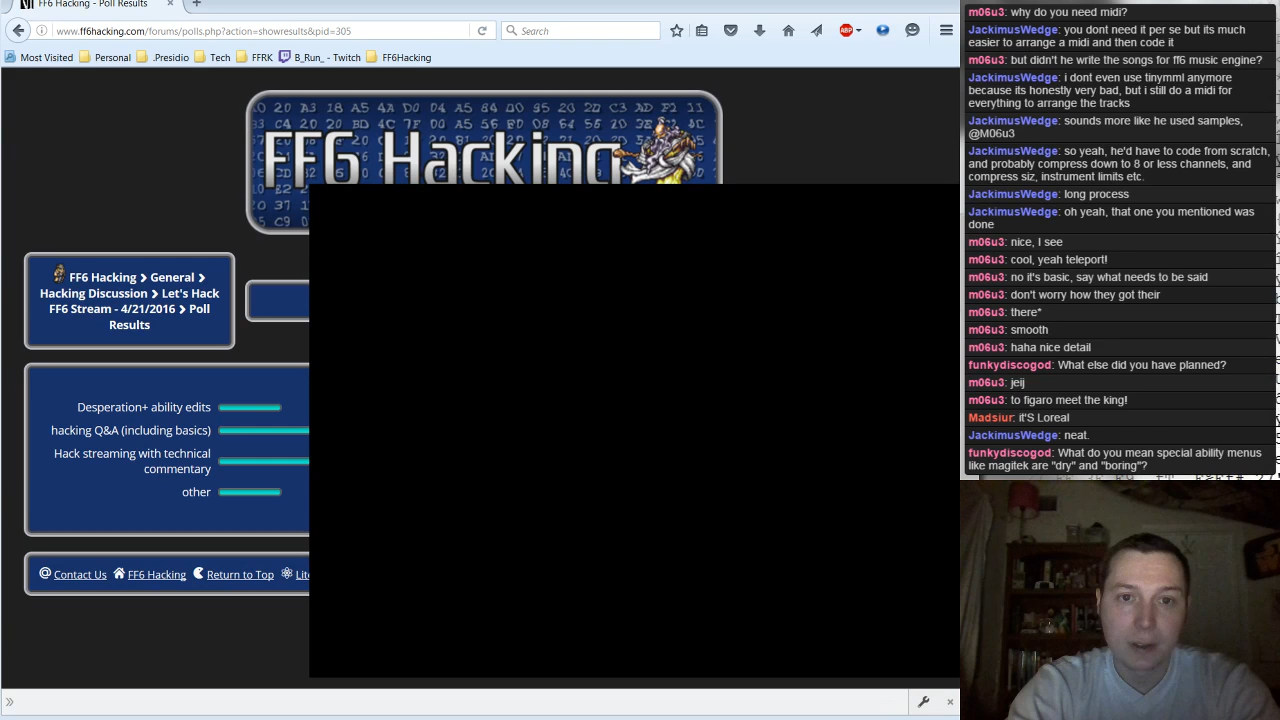 FF6 Hacking - Poll Results
www.ff6hacking.com/forums/polls.php?action=showresults&pid=305
Search
Most Visited
Personal
.Presidio
Tech
FFRK
B_Run_ - Twitch
FF6Hacking
FF6 Hacking
FF6 Hacking > General >
Hacking Discussion > Let's Hack
FF6 Stream - 4/21/2016 > Poll
Results
Desperation+ ability edits
hacking Q&A (including basics)
Hack streaming with technical
commentary
other
@ Contact Us
FF6 Hacking
Return to Top
m06u3: why do you need midi?
JackimusWedge: you dont need it per se but its much
easier to arrange a midi and then code it
m06u3: but didn't he write the songs for ff6 music engine?
JackimusWedge: i dont even use tinymml anymore
because its honestly very bad, but i still do a midi for
everything to arrange the tracks
JackimusWedge: sounds more like he used samples,
@M06u3
JackimusWedge: so yeah, he'd have to code from scratch,
and probably compress down to 8 or less channels, and
compress siz, instrument limits etc.
JackimusWedge: long process
JackimusWedge: oh yeah, that one you mentioned was
done
m06u3: nice, I see
m06u3: cool, yeah teleport!
m06u3: no it's basic, say what needs to be said
m06u3: don't worry how they got their
m06u3: there*
m06u3: smooth
m06u3: haha nice detail
funkydiscogod: What else did you have planned?
m06u3: jeij
m06u3: to figaro meet the king!
Madsiur: it'S Loreal
JackimusWedge: neat.
funkydiscogod: What do you mean special ability menus
like magitek are "dry" and "boring"?